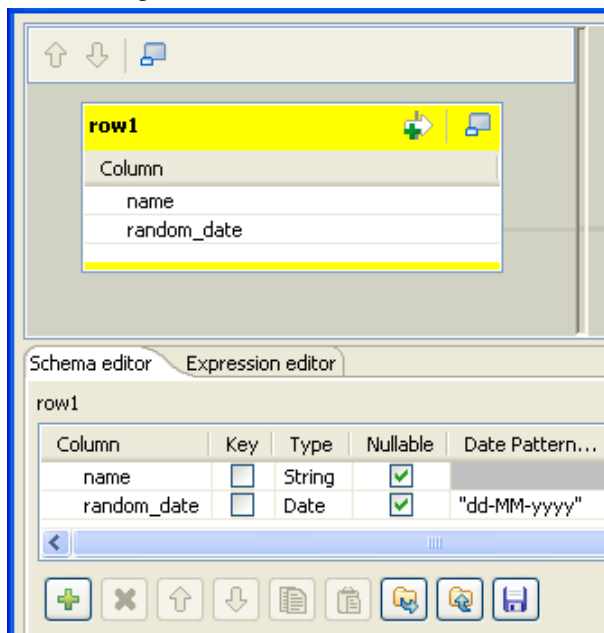 row1
Column
name
random_date
Schema editor Expression editor
row1
Column Key Type Nullable Date Pattern...
name String
random_date Date "dd-MM-yyyy"